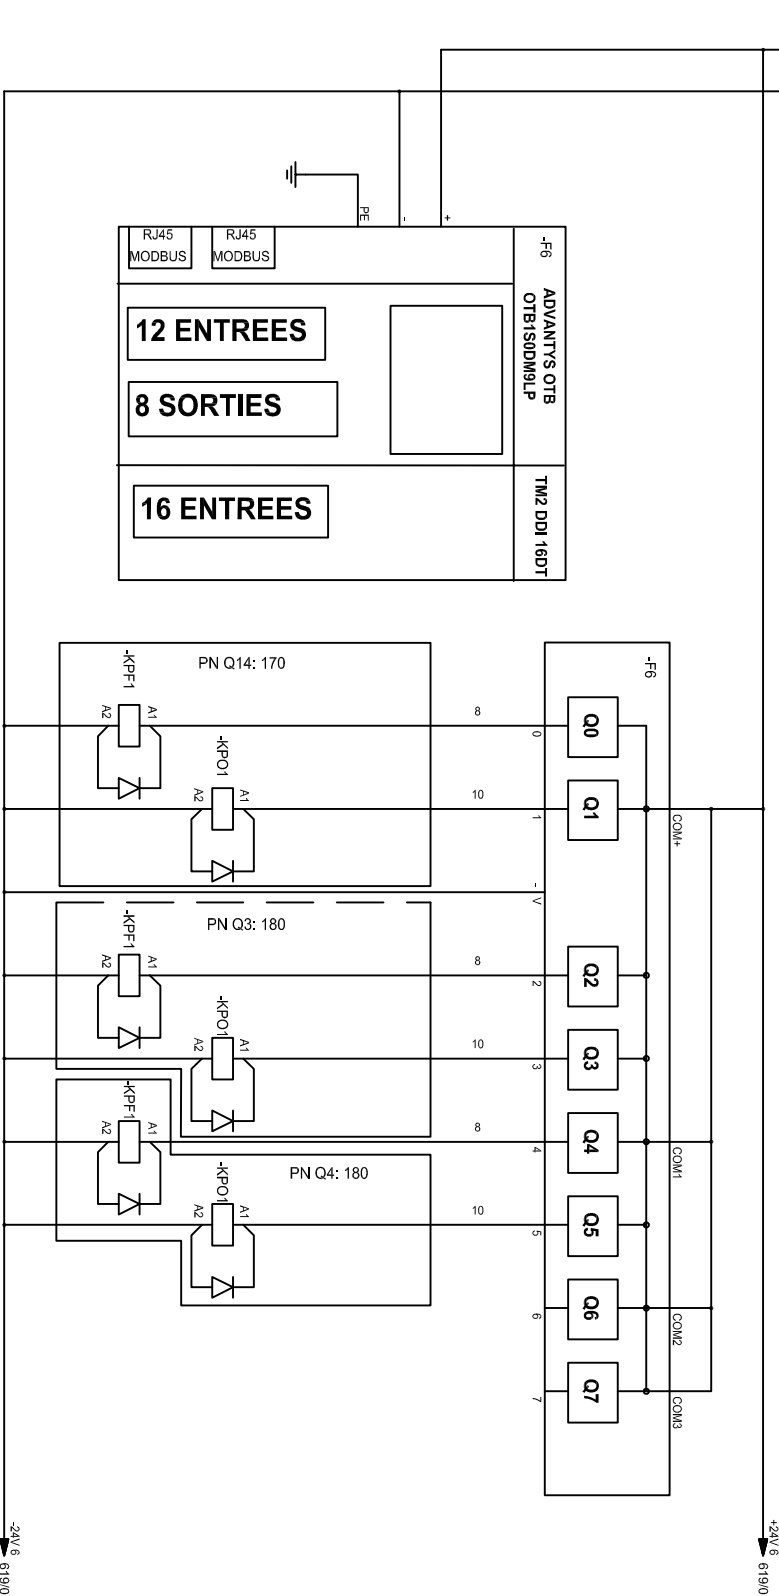 PE
-
+
RJ45
MODBUS
RJ45
MODBUS
-F6
ADVANTYS OTB
OTB1S0DM9LP
12 ENTREES
8 SORTIES
16 ENTREES
TM2 DDI 16DT
PN Q14: 170
-KPF1
A2
A1
8
0
Q0
-F6
-KPO1
A2
A1
10
1
Q1
COM+
-
V
PN Q3: 180
-KPF1
A2
A1
8
2
Q2
-KPO1
A2
A1
10
3
Q3
-KPF1
A2
A1
8
4
Q4
COM1
PN Q4: 180
-KPO1
A2
A1
10
5
Q5
6
Q6
COM2
7
Q7
COM3
-24V 6
619/0
+24V 6
619/0